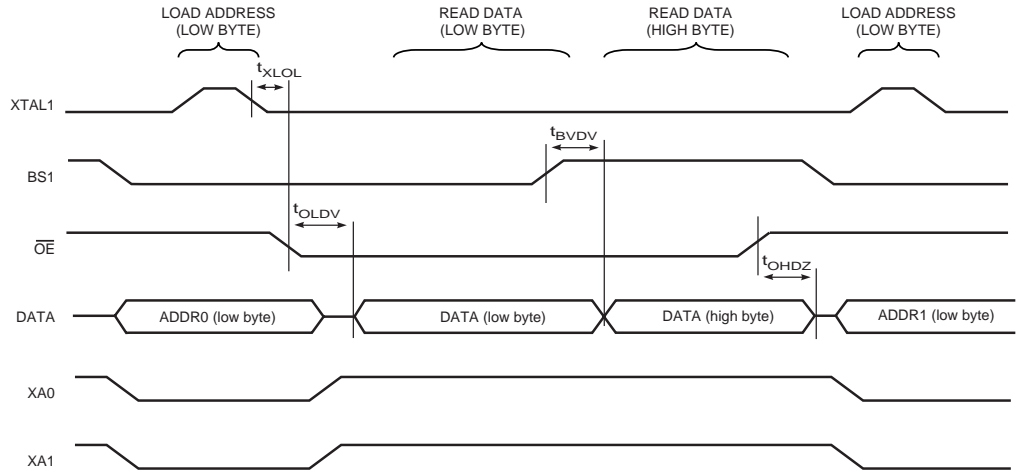 LOAD ADDRESS
(LOW BYTE)
READ DATA
(LOW BYTE)
READ DATA
(HIGH BYTE)
LOAD ADDRESS
(LOW BYTE)
tXLOL
XTAL1
tBVDV
BS1
tOLDV
OE
tOHDZ
DATA
ADDR0 (low byte)
DATA (low byte)
DATA (high byte)
ADDR1 (low byte)
XA0
XA1